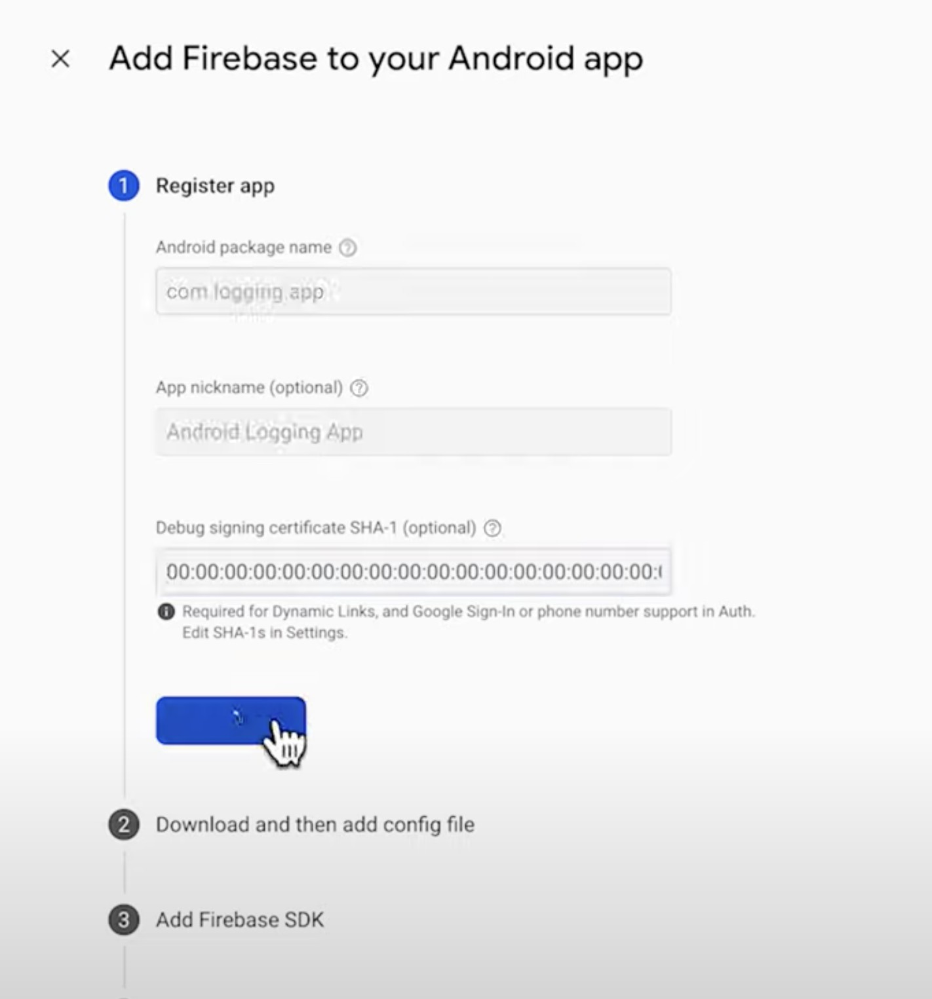 Add Firebase to your Android app
1 Register app
Android package name
com.logging.app
App nickname (optional)
Android Logging App
Debug signing certificate SHA-1 (optional)
00:00:00:00:00:00:00:00:00:00:00:00:00:00:00:00:00:
Required for Dynamic Links, and Google Sign-In or phone number support in Auth.
Edit SHA-1s in Settings.
2 Download and then add config file
3 Add Firebase SDK